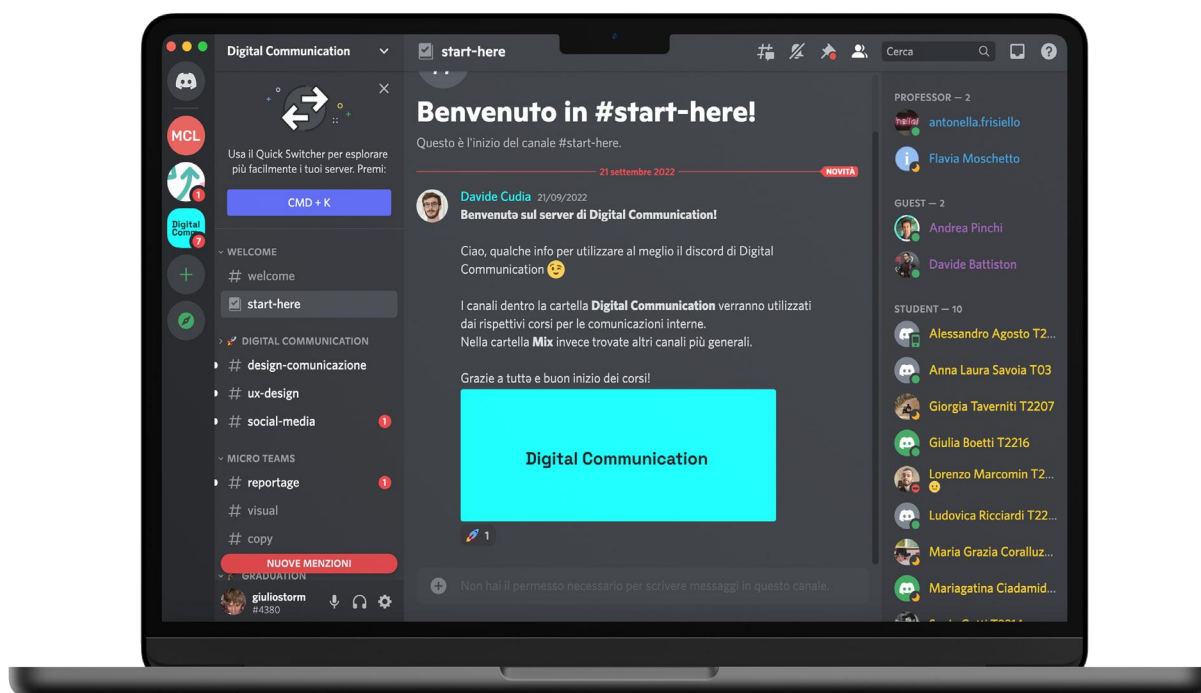 Digital Communication
start-here
Cerca
MCL
1
Digital
Comm
7
Usa il Quick Switcher per esplorare
più facilmente i tuoi server. Premi:
CMD + K
WELCOME
# welcome
start-here
DIGITAL COMMUNICATION
# design-comunicazione
# ux-design
# social-media 1
MICRO TEAMS
# reportage 1
# visual
# copy
NUOVE MENZIONI
GRADUATION
giuliostorm
#4380
Benvenuto in #start-here!
Questo è l'inizio del canale #start-here.
21 settembre 2022
NOVITÀ
Davide Cudia 21/09/2022
Benvenutə sul server di Digital Communication!
Ciao, qualche info per utilizzare al meglio il discord di Digital
Communication 😉
I canali dentro la cartella Digital Communication verranno utilizzati
dai rispettivi corsi per le comunicazioni interne.
Nella cartella Mix invece trovate altri canali più generali.
Grazie a tuttə e buon inizio dei corsi!
Digital Communication
🚀 1
Non hai il permesso necessario per scrivere messaggi in questo canale.
PROFESSOR — 2
antonella.frisiello
Flavia Moschetto
GUEST — 2
Andrea Pinchi
Davide Battiston
STUDENT — 10
Alessandro Agosto T2...
Anna Laura Savoia T03
Giorgia Taverniti T2207
Giulia Boetti T2216
Lorenzo Marcomin T2...
Ludovica Ricciardi T22...
Maria Grazia Coralluz...
Mariagatina Ciadamid...